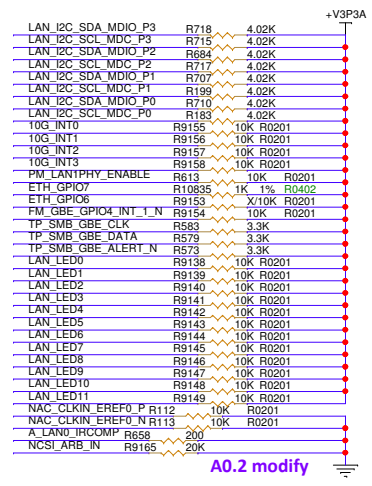 +V3P3A
LAN_I2C_SDA_MDIO_P3 R718 4.02K
LAN_I2C_SCL_MDC_P3 R715 4.02K
LAN_I2C_SDA_MDIO_P2 R684 4.02K
LAN_I2C_SCL_MDC_P2 R717 4.02K
LAN_I2C_SDA_MDIO_P1 R707 4.02K
LAN_I2C_SCL_MDC_P1 R199 4.02K
LAN_I2C_SDA_MDIO_P0 R710 4.02K
LAN_I2C_SCL_MDC_P0 R183 4.02K
10G_INT0 R9155 10K R0201
10G_INT1 R9156 10K R0201
10G_INT2 R9157 10K R0201
10G_INT3 R9158 10K R0201
PM_LAN1PHY_ENABLE R613 10K R0201
ETH_GPIO7 R10835 1K 1% R0402
ETH_GPIO6 R9153 X/10K R0201
FM_GBE_GPIO4_INT_1_N R9154 10K R0201
TP_SMB_GBE_CLK R583 3.3K
TP_SMB_GBE_DATA R579 3.3K
TP_SMB_GBE_ALERT_N R573 3.3K
LAN_LED0 R9138 10K R0201
LAN_LED1 R9139 10K R0201
LAN_LED2 R9140 10K R0201
LAN_LED3 R9141 10K R0201
LAN_LED4 R9142 10K R0201
LAN_LED5 R9143 10K R0201
LAN_LED6 R9144 10K R0201
LAN_LED7 R9145 10K R0201
LAN_LED8 R9146 10K R0201
LAN_LED9 R9147 10K R0201
LAN_LED10 R9148 10K R0201
LAN_LED11 R9149 10K R0201
NAC_CLKIN_EREF0_P R112 10K R0201
NAC_CLKIN_EREF0_N R113 10K R0201
A_LAN0_IRCOMP R658 200
NCSI_ARB_IN R9165 20K
A0.2 modify